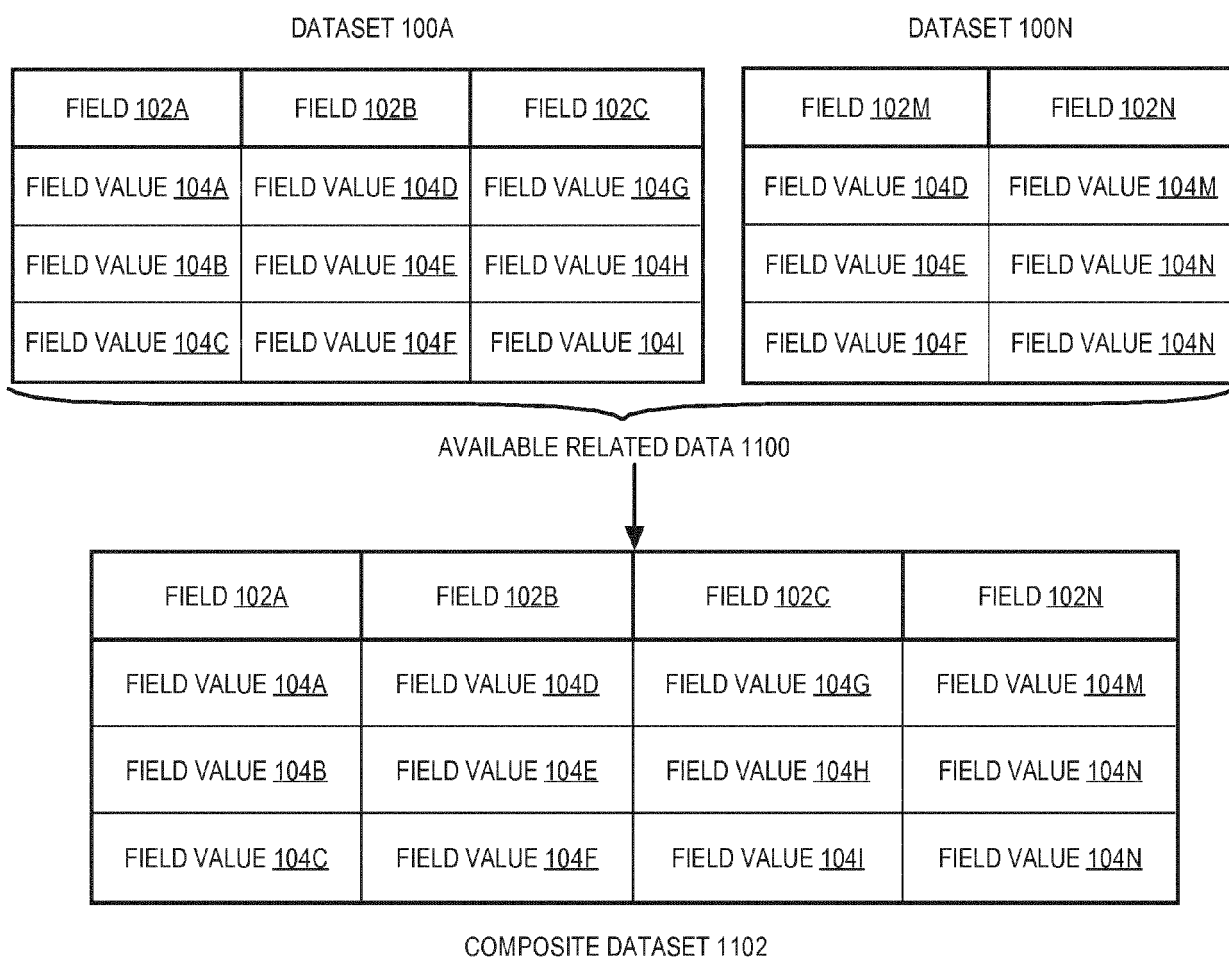 DATASET 100A DATASET 100N
FIELD 102A FIELD 102B FIELD 102C FIELD 102M FIELD 102N
FIELD VALUE 104A FIELD VALUE 104D FIELD VALUE 104G FIELD VALUE 104D FIELD VALUE 104M
FIELD VALUE 104B FIELD VALUE 104E FIELD VALUE 104H FIELD VALUE 104E FIELD VALUE 104N
FIELD VALUE 104C FIELD VALUE 104F FIELD VALUE 104I FIELD VALUE 104F FIELD VALUE 104N
AVAILABLE RELATED DATA 1100
FIELD 102A FIELD 102B FIELD 102C FIELD 102N
FIELD VALUE 104A FIELD VALUE 104D FIELD VALUE 104G FIELD VALUE 104M
FIELD VALUE 104B FIELD VALUE 104E FIELD VALUE 104H FIELD VALUE 104N
FIELD VALUE 104C FIELD VALUE 104F FIELD VALUE 104I FIELD VALUE 104N
COMPOSITE DATASET 1102